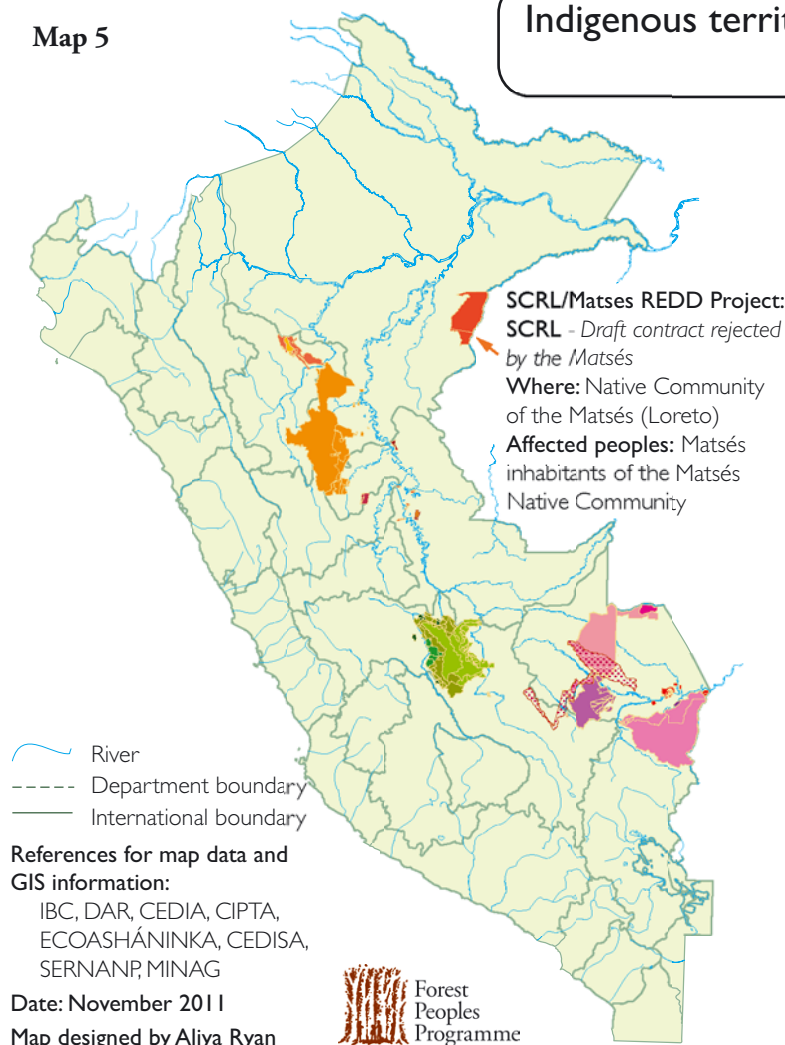 Map 5
Indigenous territ
SCRL/Matses REDD Project:
SCRL - Draft contract rejected
by the Matsés
Where: Native Community
of the Matsés (Loreto)
Affected peoples: Matsés
inhabitants of the Matsés
Native Community
River
Department boundary
International boundary
References for map data and
GIS information:
IBC, DAR, CEDIA, CIPTA,
ECOASHÁNINKA, CEDISA,
SERNANP, MINAG
Date: November 2011
Map designed by Aliya Ryan
Forest
Peoples
Programme